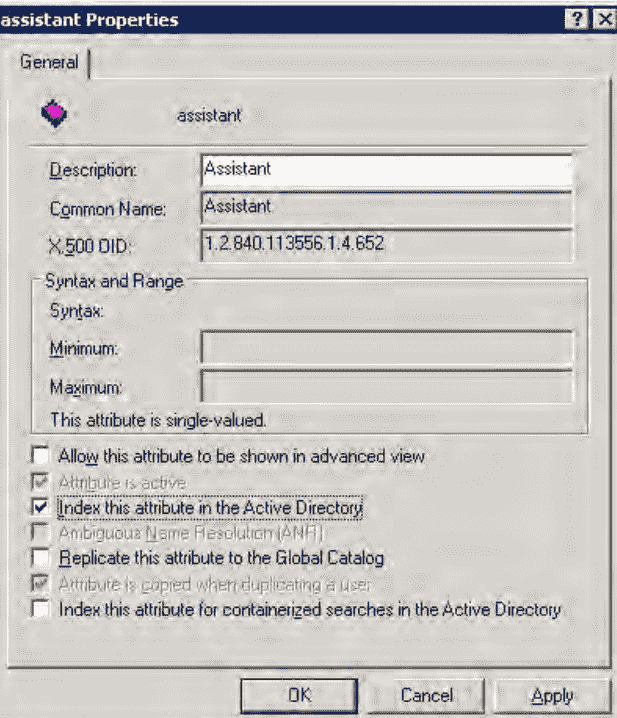 assistant Properties
General
assistant
Description: Assistant
Common Name: Assistant
X.500 OID: 1.2.840.113556.1.4.652
Syntax and Range
Syntax:
Minimum:
Maximum:
This attribute is single-valued.
Allow this attribute to be shown in advanced view
Attribute is active
Index this attribute in the Active Directory
Ambiguous Name Resolution (ANR)
Replicate this attribute to the Global Catalog
Attribute is copied when duplicating a user
Index this attribute for containerized searches in the Active Directory
OK Cancel Apply